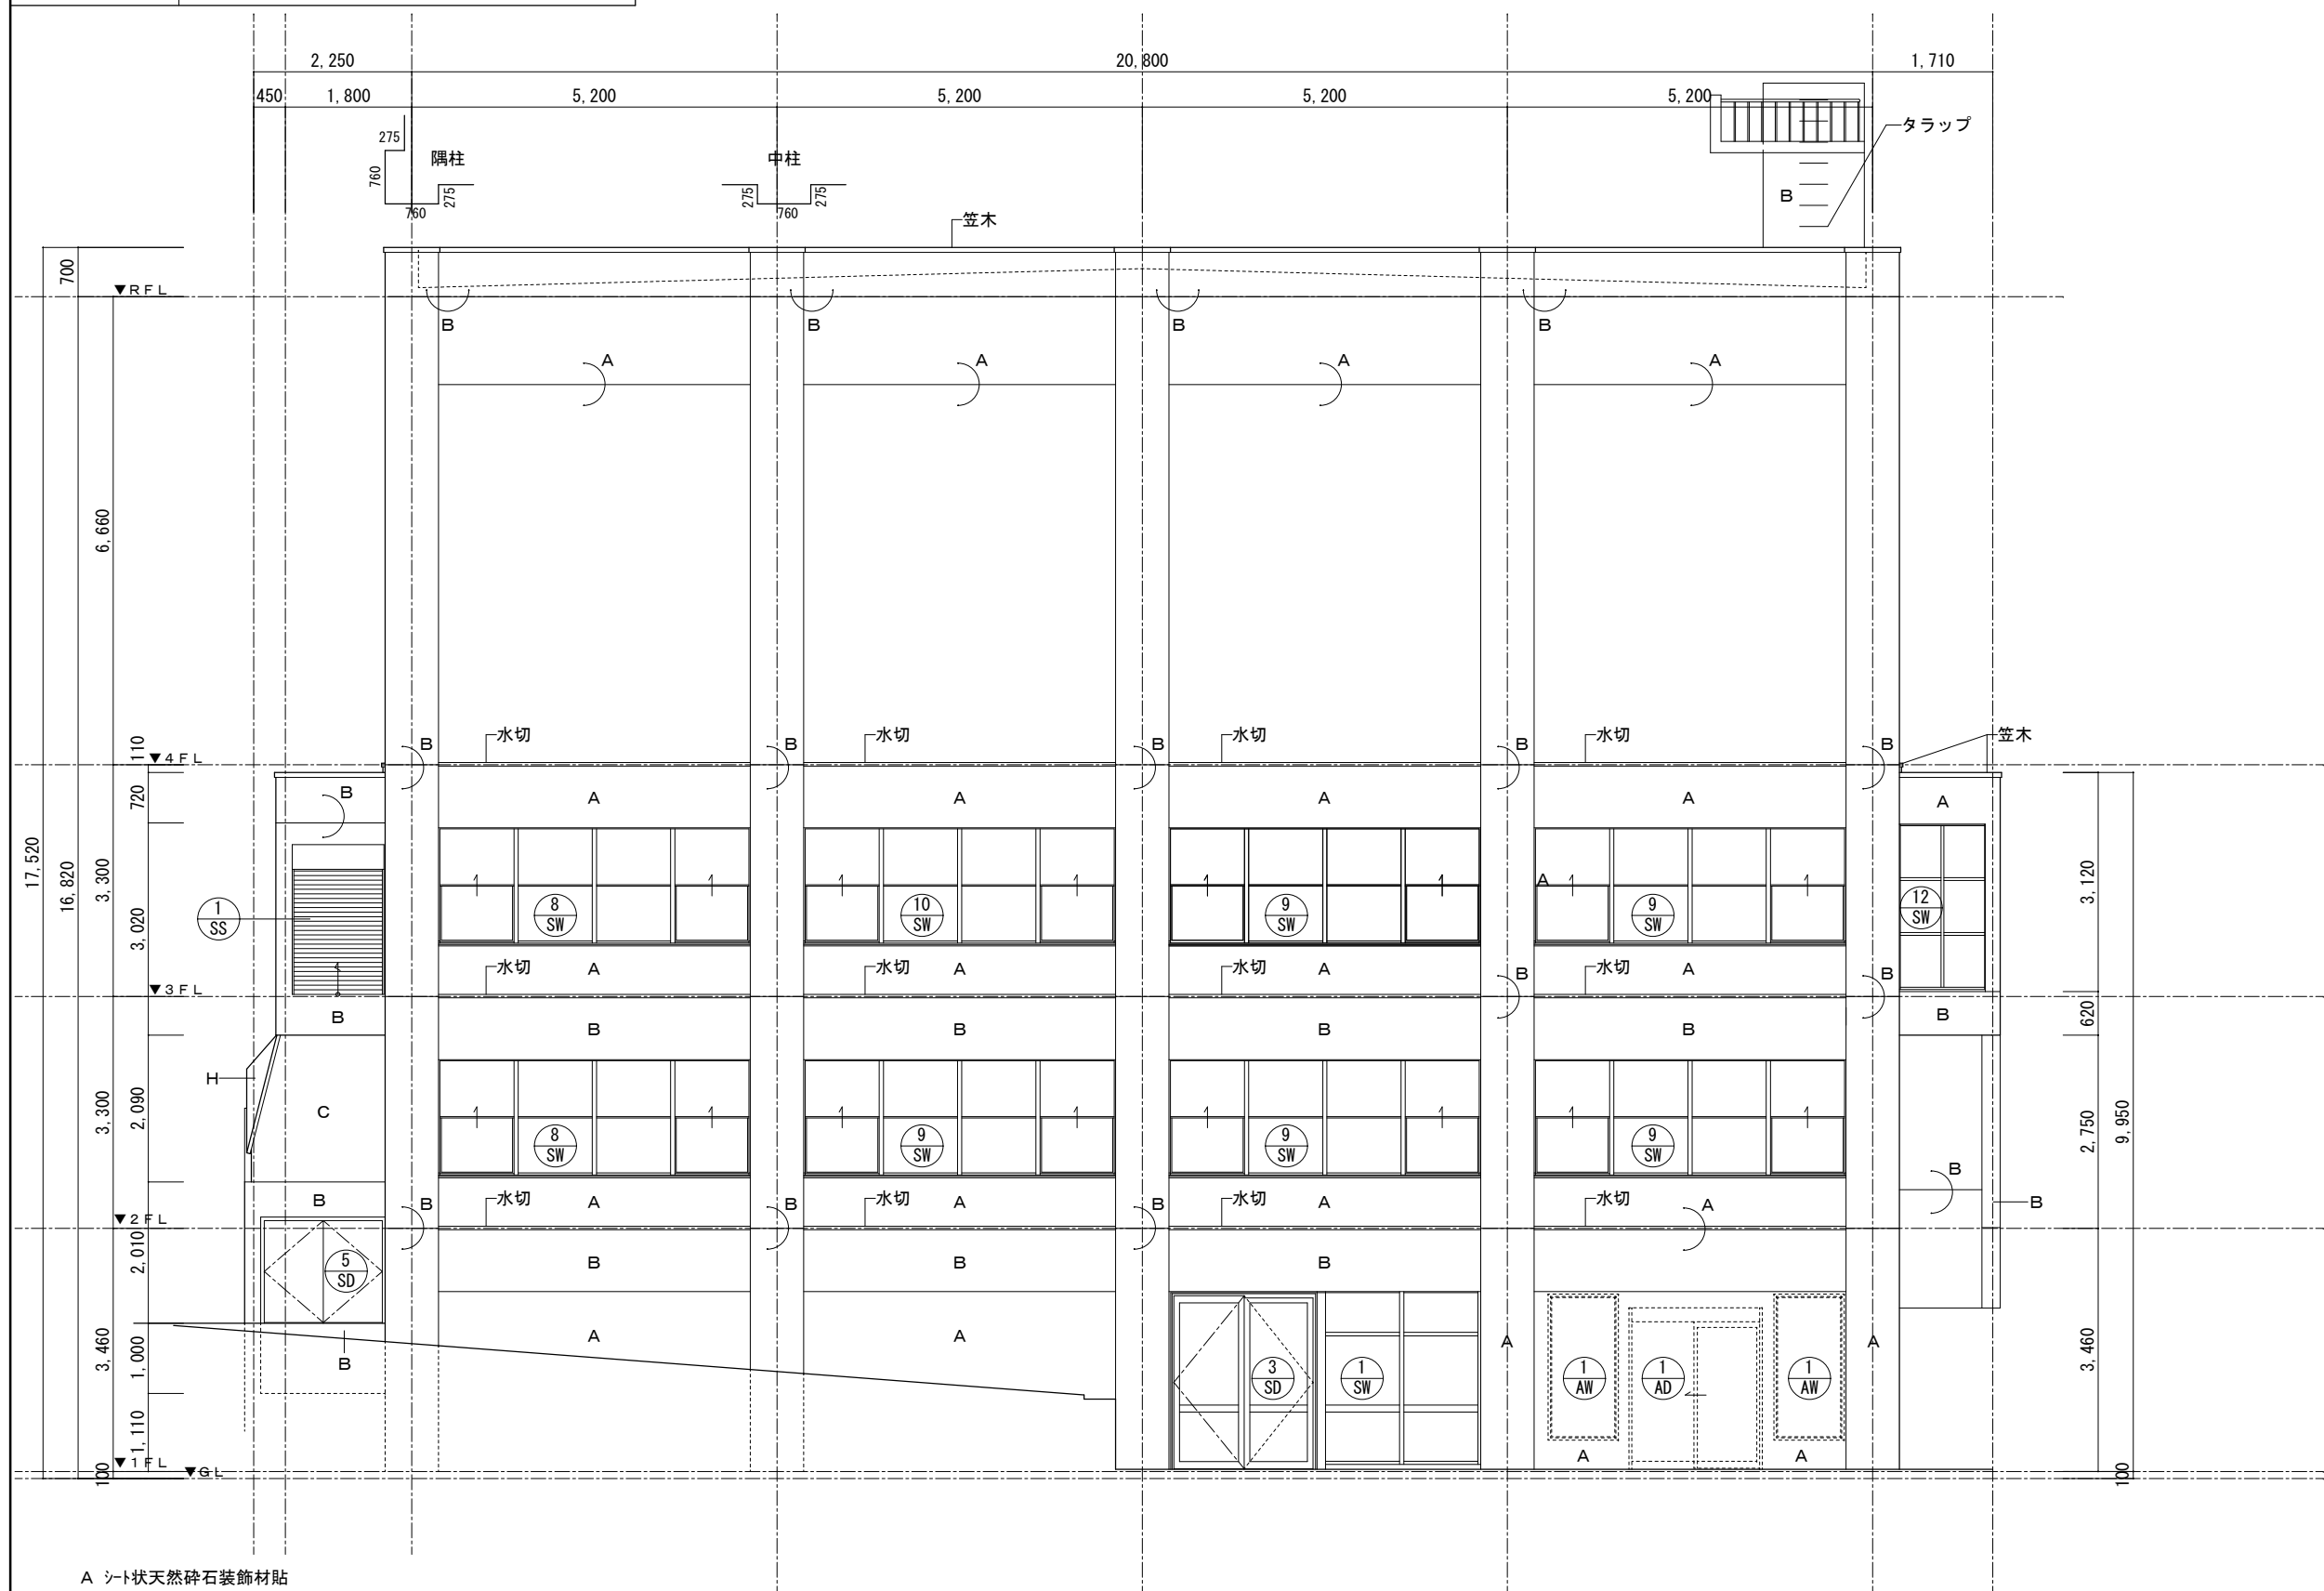 2,250
20,800
1,710
450
1,800
5,200
5,200
5,200
5,200
タラップ
275
隅柱
760
275
760
中柱
275
275
760
B
笠木
700
▼RFL
B
B
B
B
A
A
A
A
6,660
110
▼4FL
B
水切
B
水切
B
水切
B
水切
B
笠木
720
B
A
A
A
A
A
17,520
16,820
3,300
3,020
3,120
1
SS
8
SW
10
SW
9
SW
A
9
SW
12
SW
水切
A
水切
A
水切
A
B
水切
A
B
▼3FL
B
B
B
B
B
B
620
H
C
3,300
2,090
2,750
9,950
8
SW
9
SW
9
SW
9
SW
B
B
B
水切
A
B
水切
A
B
水切
A
水切
A
B
▼2FL
2,010
5
SD
B
B
B
3,460
1,000
B
A
A
A
A
3,460
3
SD
1
SW
1
AW
1
AD
1
AW
1,110
▼1FL
A
A
100
▼GL
100
A シート状天然砕石装飾材貼